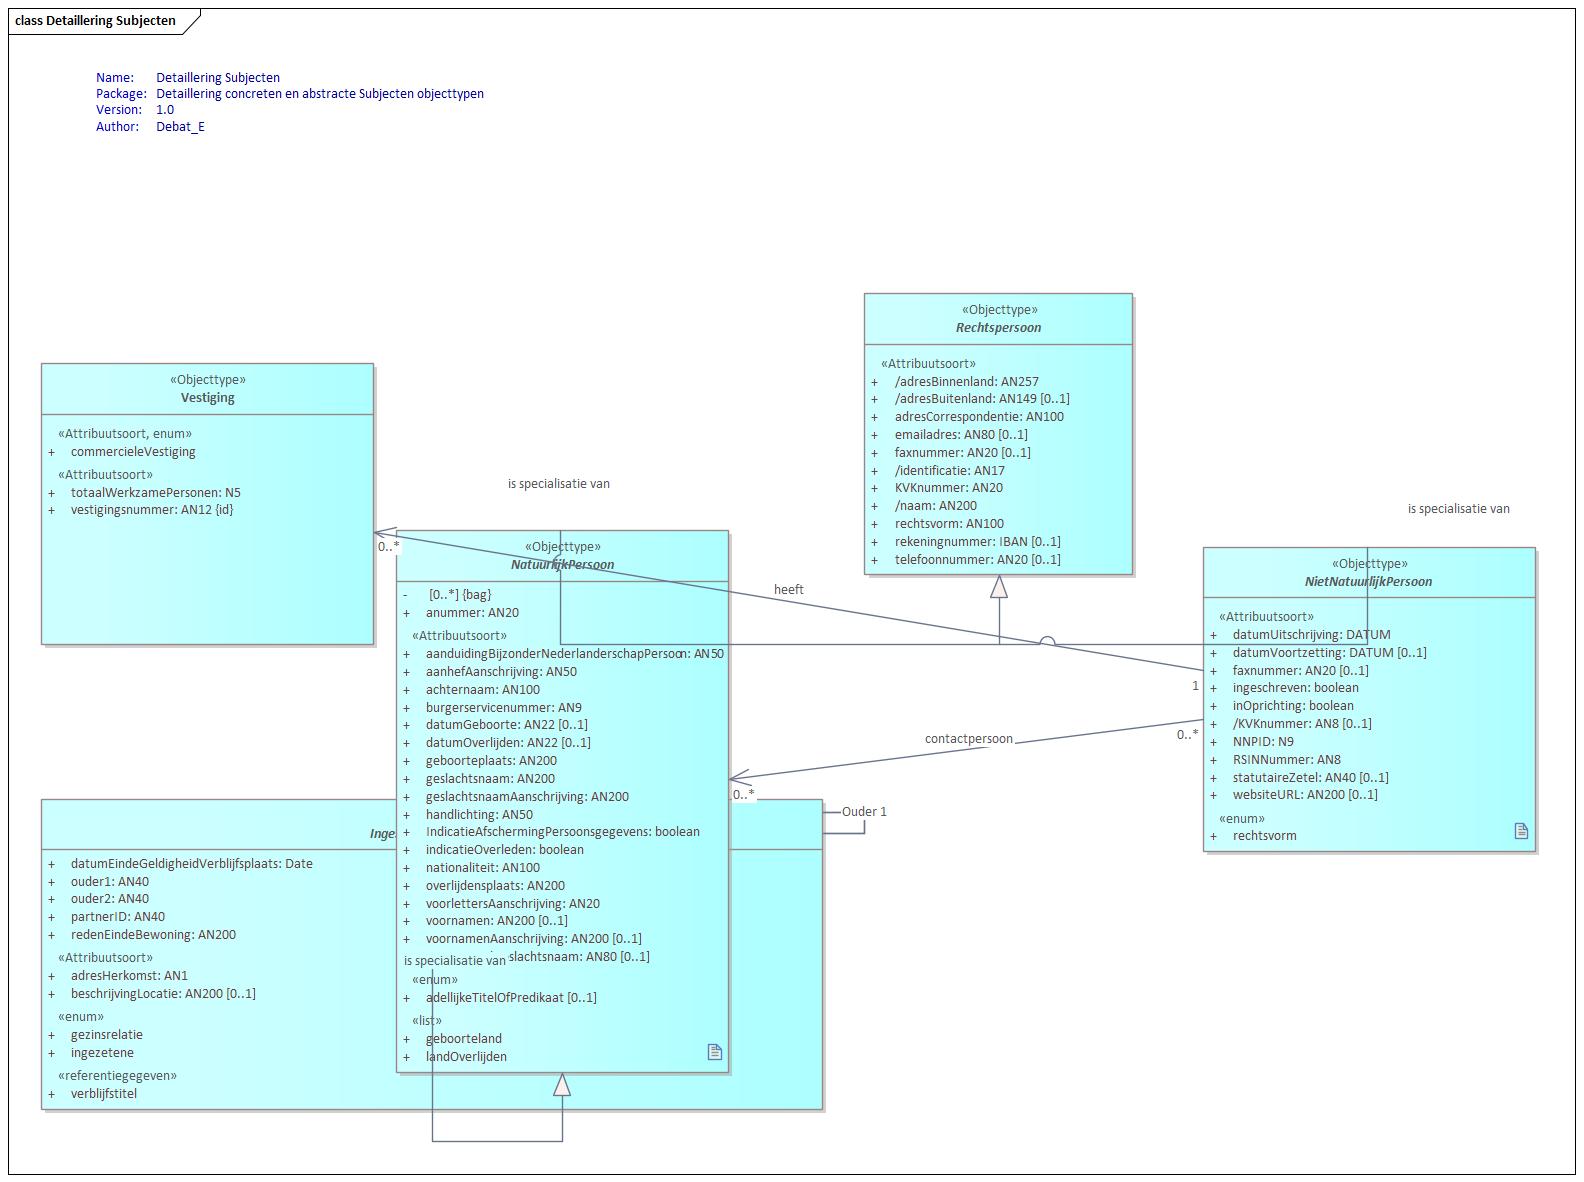 class Detaillering Subjecten
Name: Detaillering Subjecten
Package: Detaillering concreten en abstracte Subjecten objecttypen
Version: 1.0
Author: Debat_E
«Objecttype»
Rechtspersoon
«Attribuutsoort»
+ /adresBinnenland: AN257
+ /adresBuitenland: AN149 [0..1]
+ adresCorrespondentie: AN100
+ emailadres: AN80 [0..1]
+ faxnummer: AN20 [0..1]
+ /identificatie: AN17
+ KVKnummer: AN20
+ /naam: AN200
+ rechtsvorm: AN100
+ rekeningnummer: IBAN [0..1]
+ telefoonnummer: AN20 [0..1]
«Objecttype»
Vestiging
«Attribuutsoort, enum»
+ commercieleVestiging
«Attribuutsoort»
+ totaalWerkzamePersonen: N5
+ vestigingsnummer: AN12 {id}
is specialisatie van
is specialisatie van
0..*
heeft
1
«Objecttype»
NatuurlijkPersoon
- [0..*] {bag}
+ anummer: AN20
«Attribuutsoort»
+ aanduidingBijzonderNederlanderschapPersoon: AN50
+ aanhefAanschrijving: AN50
+ achternaam: AN100
+ burgerservicenummer: AN9
+ datumGeboorte: AN22 [0..1]
+ datumOverlijden: AN22 [0..1]
+ geboorteplaats: AN200
+ geslachtsnaam: AN200
+ geslachtsnaamAanschrijving: AN200
+ handlichting: AN50
+ IndicatieAfschermingPersoonsgegevens: boolean
+ indicatieOverleden: boolean
+ nationaliteit: AN100
+ overlijdensplaats: AN200
+ voorlettersAanschrijving: AN20
+ voornamen: AN200 [0..1]
+ voornamenAanschrijving: AN200 [0..1]
slachtsnaam: AN80 [0..1]
is specialisatie van
«enum»
+ adellijkeTitelOfPredikaat [0..1]
«list»
+ geboorteland
+ landOverlijden
«Objecttype»
NietNatuurlijkPersoon
«Attribuutsoort»
+ datumUitschrijving: DATUM
+ datumVoortzetting: DATUM [0..1]
+ faxnummer: AN20 [0..1]
+ ingeschreven: boolean
+ inOprichting: boolean
+ /KVKnummer: AN8 [0..1]
+ NNPID: N9
+ RSINNummer: AN8
+ statutaireZetel: AN40 [0..1]
+ websiteURL: AN200 [0..1]
«enum»
+ rechtsvorm
contactpersoon
0..*
0..*
Ouder 1
Inge
+ datumEindeGeldigheidVerblijfsplaats: Date
+ ouder1: AN40
+ ouder2: AN40
+ partnerID: AN40
+ redenEindeBewoning: AN200
«Attribuutsoort»
+ adresHerkomst: AN1
+ beschrijvingLocatie: AN200 [0..1]
«enum»
+ gezinsrelatie
+ ingezetene
«referentiegegeven»
+ verblijfstitel